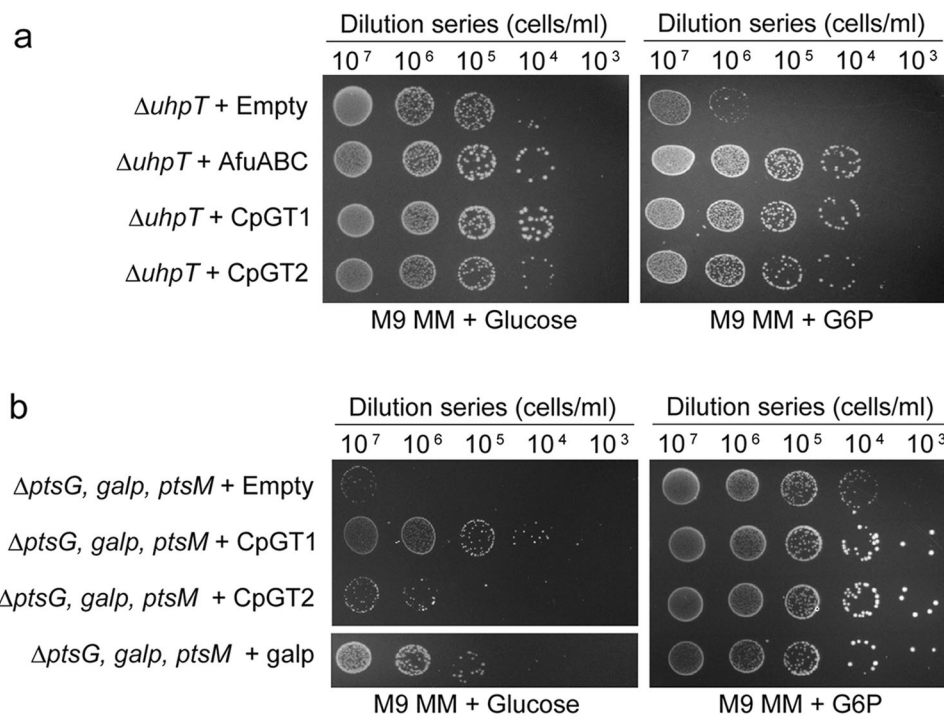 a
Dilution series (cells/ml) Dilution series (cells/ml)
10⁷ 10⁶ 10⁵ 10⁴ 10³ 10⁷ 10⁶ 10⁵ 10⁴ 10³
ΔuhpT + Empty
ΔuhpT + AfuABC
ΔuhpT + CpGT1
ΔuhpT + CpGT2
M9 MM + Glucose M9 MM + G6P
b
Dilution series (cells/ml) Dilution series (cells/ml)
10⁷ 10⁶ 10⁵ 10⁴ 10³ 10⁷ 10⁶ 10⁵ 10⁴ 10³
ΔptsG, galp, ptsM + Empty
ΔptsG, galp, ptsM + CpGT1
ΔptsG, galp, ptsM + CpGT2
ΔptsG, galp, ptsM + galp
M9 MM + Glucose M9 MM + G6P